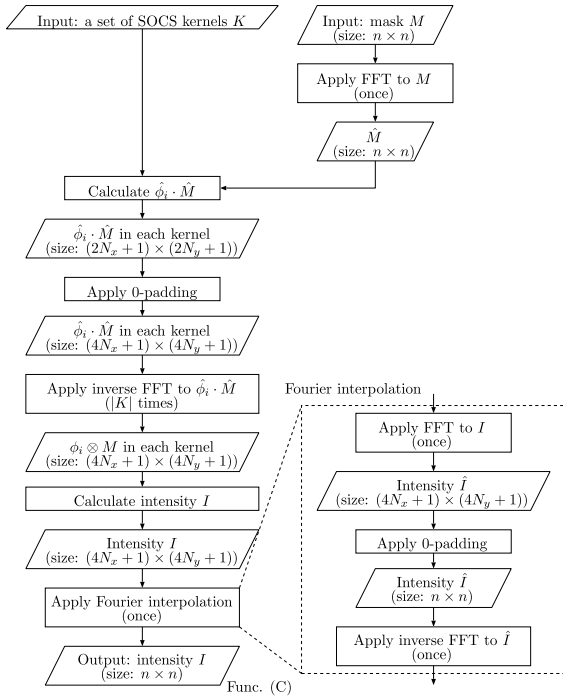 Input: a set of SOCS kernels K
Input: mask M
(size: n × n)
Apply FFT to M
(once)
M̂
(size: n × n)
Calculate ϕ̂ᵢ · M̂
ϕ̂ᵢ · M̂ in each kernel
(size: (2Nₓ + 1) × (2N_y + 1))
Apply 0-padding
ϕ̂ᵢ · M̂ in each kernel
(size: (4Nₓ + 1) × (4N_y + 1))
Apply inverse FFT to ϕ̂ᵢ · M̂
(|K| times)
ϕᵢ ⊗ M in each kernel
(size: (4Nₓ + 1) × (4N_y + 1))
Calculate intensity I
Intensity I
(size: (4Nₓ + 1) × (4N_y + 1))
Apply Fourier interpolation
(once)
Output: intensity I
(size: n × n)
Func. (C)
Fourier interpolation
Apply FFT to I
(once)
Intensity Î
(size: (4Nₓ + 1) × (4N_y + 1))
Apply 0-padding
Intensity Î
(size: n × n)
Apply inverse FFT to Î
(once)